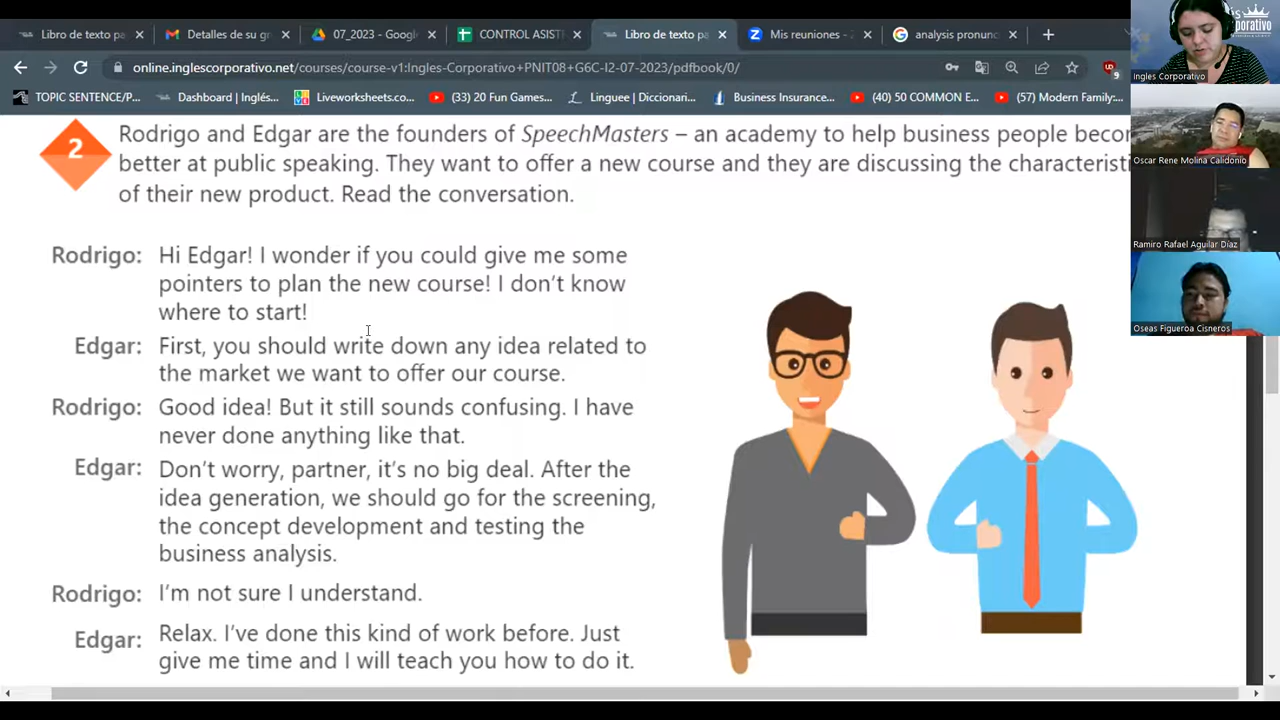 Libro de texto pa
Detalles de su gr
07_2023 - Google
CONTROL ASIST
Libro de texto pa
Mis reuniones - Z
analysis pronunc
online.inglescorporativo.net/courses/course-v1:Ingles-Corporativo+PNIT08+G6C-I2-07-2023/pdfbook/0/
9
TOPIC SENTENCE/P...
Dashboard | Inglés...
Liveworksheets.co...
(33) 20 Fun Games...
Linguee | Diccionari...
Business Insurance...
(40) 50 COMMON E...
(57) Modern Family:...
Ingles Corporativo
Oscar Rene Molina Calidonio
Ramiro Rafael Aguilar Díaz
Oseas Figueroa Cisneros
2
Rodrigo and Edgar are the founders of SpeechMasters – an academy to help business people becom
better at public speaking. They want to offer a new course and they are discussing the characteristi
of their new product. Read the conversation.
Rodrigo: Hi Edgar! I wonder if you could give me some
pointers to plan the new course! I don't know
where to start!
Edgar: First, you should write down any idea related to
the market we want to offer our course.
Rodrigo: Good idea! But it still sounds confusing. I have
never done anything like that.
Edgar: Don't worry, partner, it's no big deal. After the
idea generation, we should go for the screening,
the concept development and testing the
business analysis.
Rodrigo: I'm not sure I understand.
Edgar: Relax. I've done this kind of work before. Just
give me time and I will teach you how to do it.